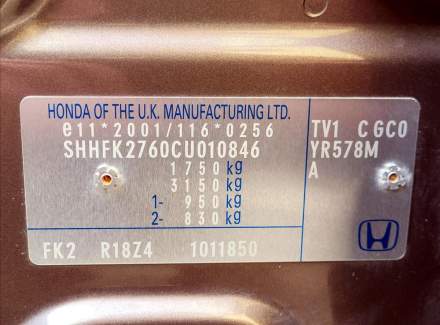 HONDA OF THE U.K. MANUFACTURING LTD.
e11*2001/116*0256 TV1 C GC0
SHHFK2760CU010846 YR578M
1750 kg A
3150 kg
1- 950 kg
2- 830 kg
FK2 R18Z4 1011850